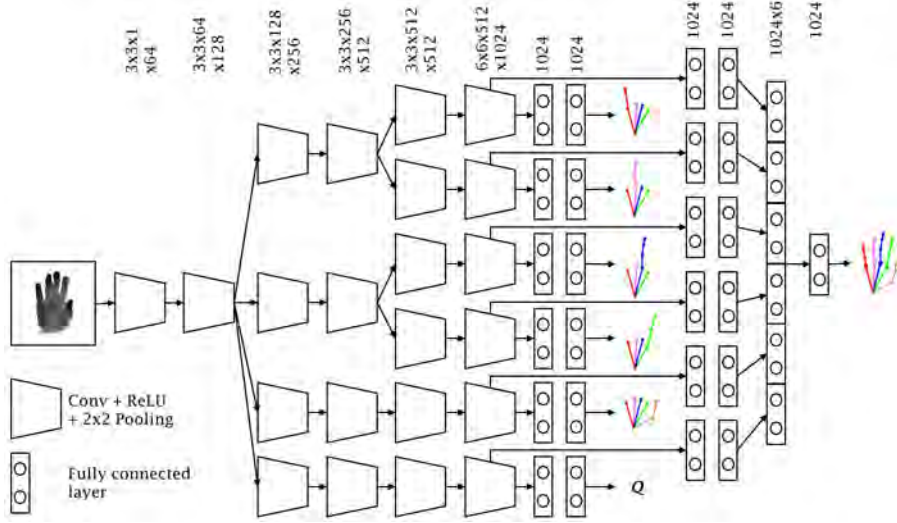 3x3x1
x64
3x3x64
x128
3x3x128
x256
3x3x256
x512
3x3x512
x512
6x6x512
x1024
1024
1024
1024
1024
1024x6
1024
Conv + ReLU
+ 2x2 Pooling
Fully connected
layer
Q